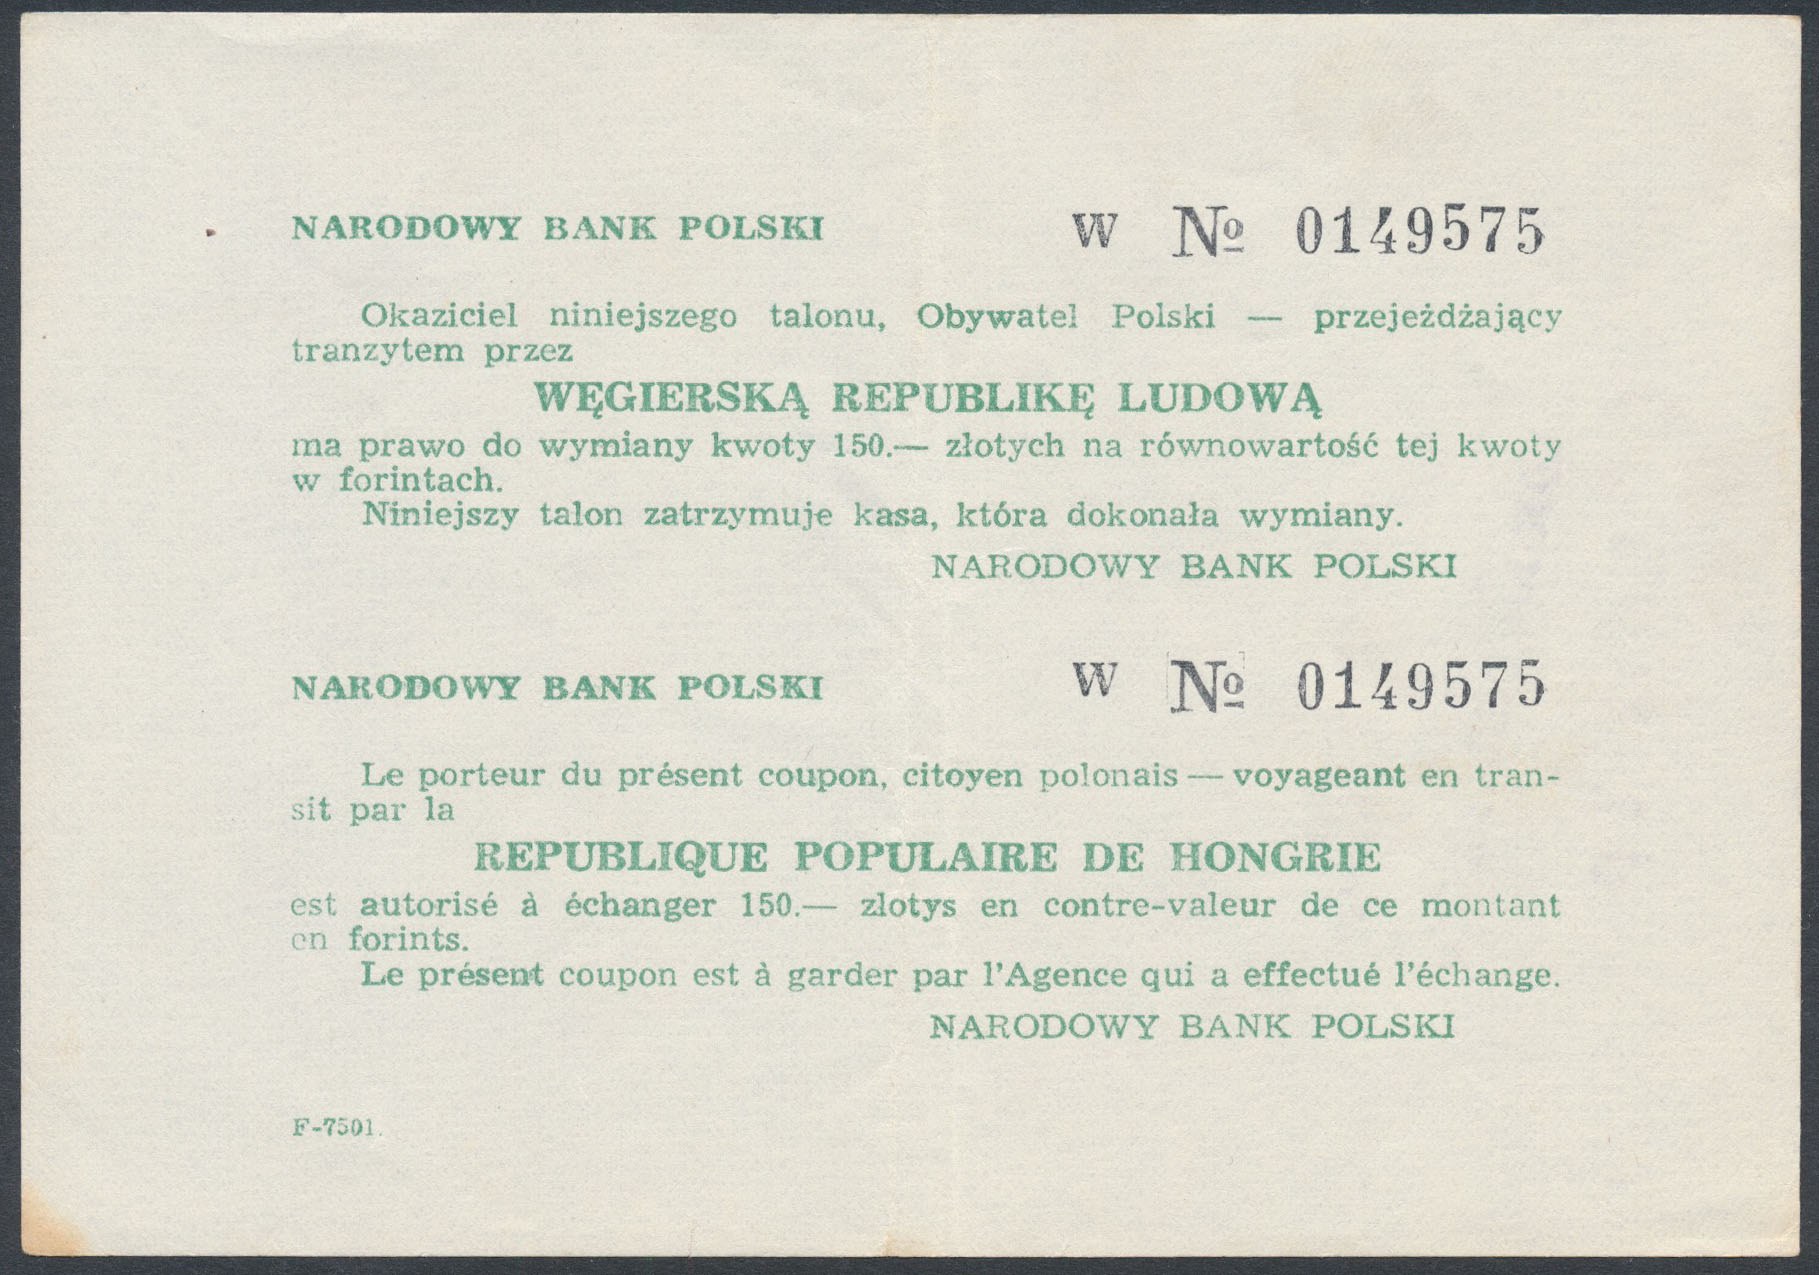 NARODOWY BANK POLSKI W № 0149575
Okaziciel niniejszego talonu, Obywatel Polski — przejeżdżający
tranzytem przez
WĘGIERSKĄ REPUBLIKĘ LUDOWĄ
ma prawo do wymiany kwoty 150.— złotych na równowartość tej kwoty
w forintach.
Niniejszy talon zatrzymuje kasa, która dokonała wymiany.
NARODOWY BANK POLSKI
NARODOWY BANK POLSKI W № 0149575
Le porteur du présent coupon, citoyen polonais — voyageant en tran-
sit par la
REPUBLIQUE POPULAIRE DE HONGRIE
est autorisé à échanger 150.— zlotys en contre-valeur de ce montant
en forints.
Le présent coupon est à garder par l'Agence qui a effectué l'échange.
NARODOWY BANK POLSKI
F-7501.